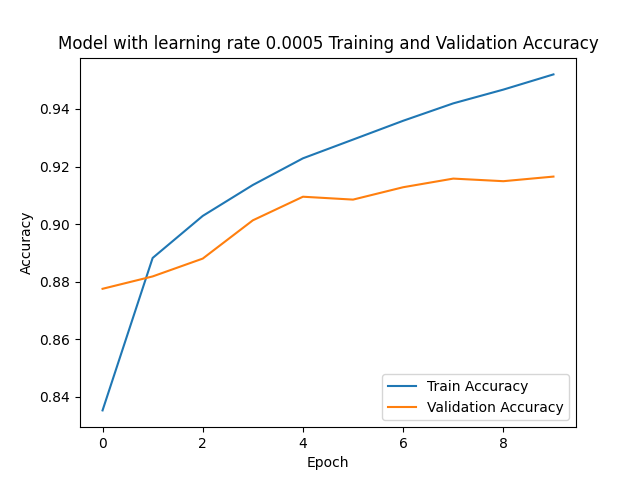 Model with learning rate 0.0005 Training and Validation Accuracy
0.94
0.92
0.90
0.88
0.86
0.84
Accuracy
Train Accuracy
Validation Accuracy
0 2 4 6 8
Epoch